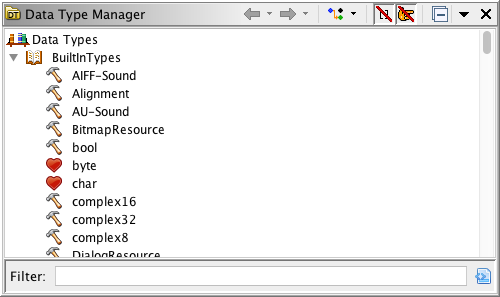 DT Data Type Manager
Data Types
BuiltInTypes
AIFF-Sound
Alignment
AU-Sound
BitmapResource
bool
byte
char
complex16
complex32
complex8
DialogResource
Filter: